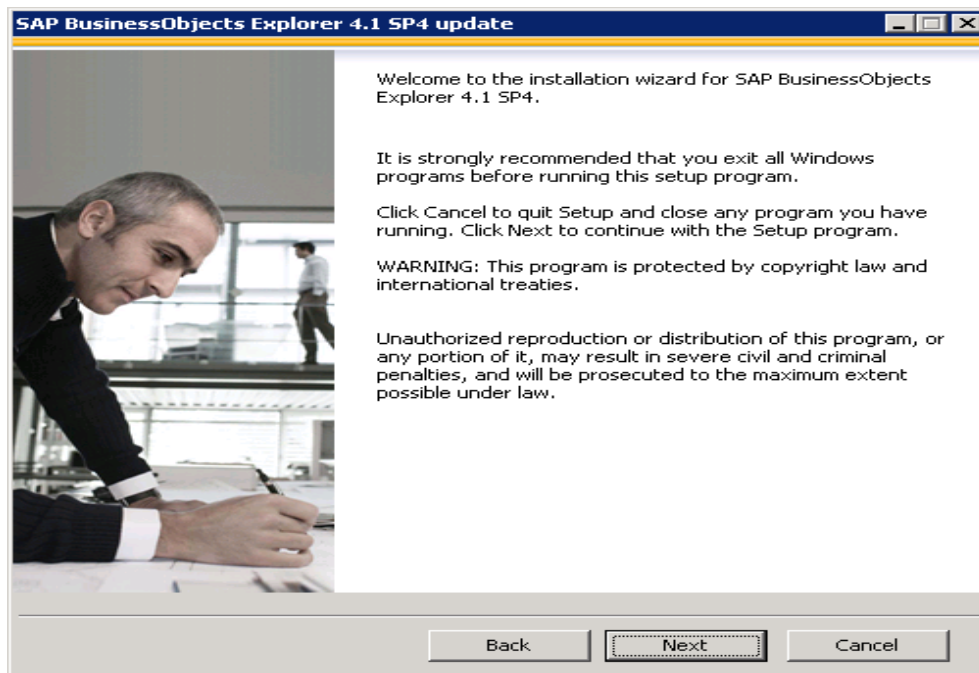 SAP BusinessObjects Explorer 4.1 SP4 update
Welcome to the installation wizard for SAP BusinessObjects
Explorer 4.1 SP4.
It is strongly recommended that you exit all Windows
programs before running this setup program.
Click Cancel to quit Setup and close any program you have
running. Click Next to continue with the Setup program.
WARNING: This program is protected by copyright law and
international treaties.
Unauthorized reproduction or distribution of this program, or
any portion of it, may result in severe civil and criminal
penalties, and will be prosecuted to the maximum extent
possible under law.
Back
Next
Cancel